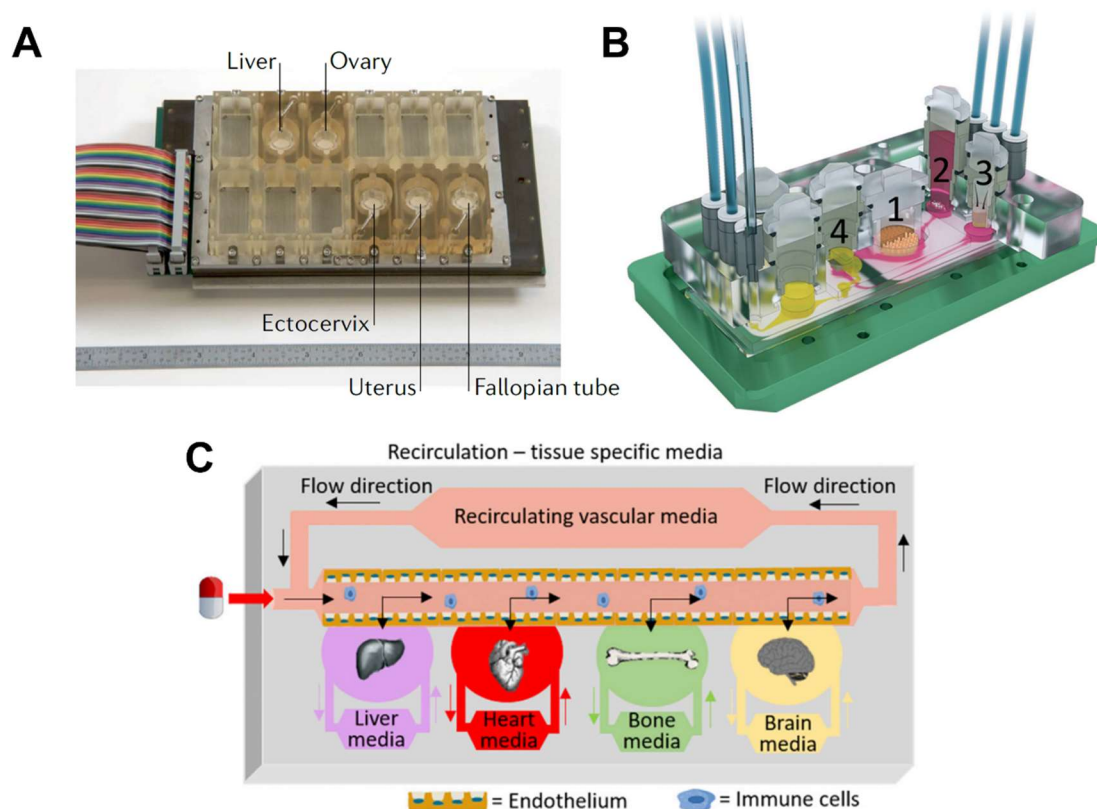 A
Liver
Ovary
Ectocervix
Uterus
Fallopian tube
B
1
2
3
4
C
Recirculation – tissue specific media
Flow direction
Flow direction
Recirculating vascular media
Liver
media
Heart
media
Bone
media
Brain
media
= Endothelium
= Immune cells